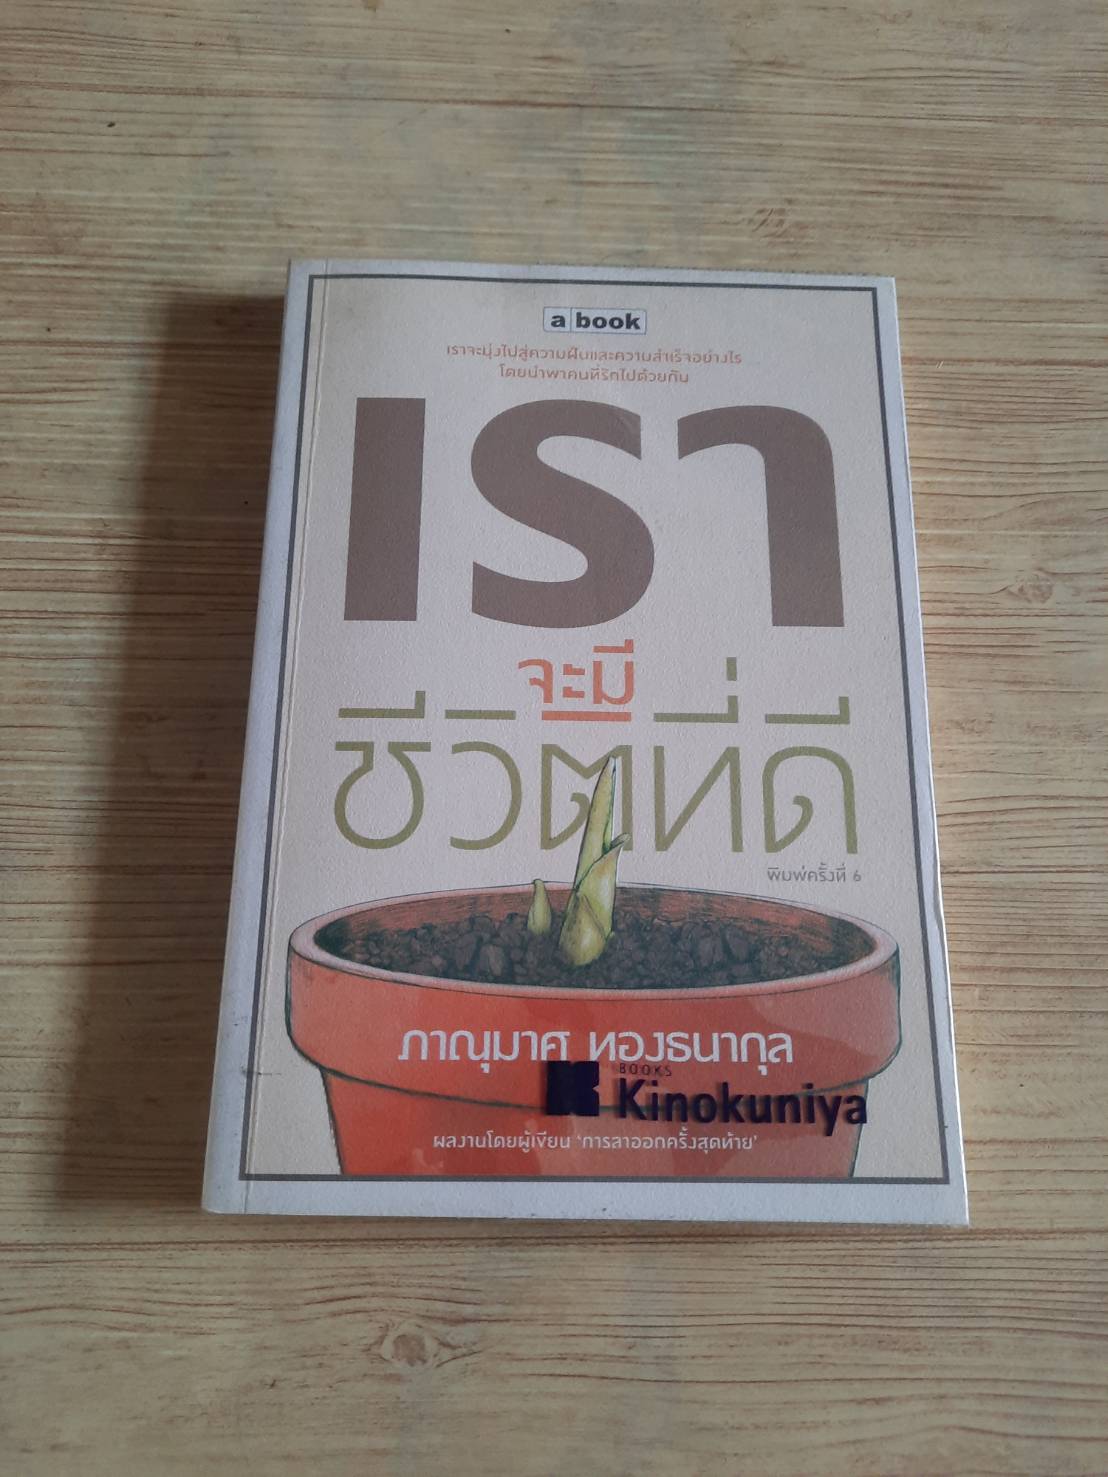 a book
เราจะมุ่งไปสู่ความฝันและความสำเร็จอย่างไร
โดยนำพาคนที่รักไปด้วยกัน
เรา
จะมี
ชีวิตที่ดี
พิมพ์ครั้งที่ 6
ภาณุมาศ ทองธนากุล
BOOKS
Kinokuniya
ผลงานโดยผู้เขียน ‘การลาออกครั้งสุดท้าย’